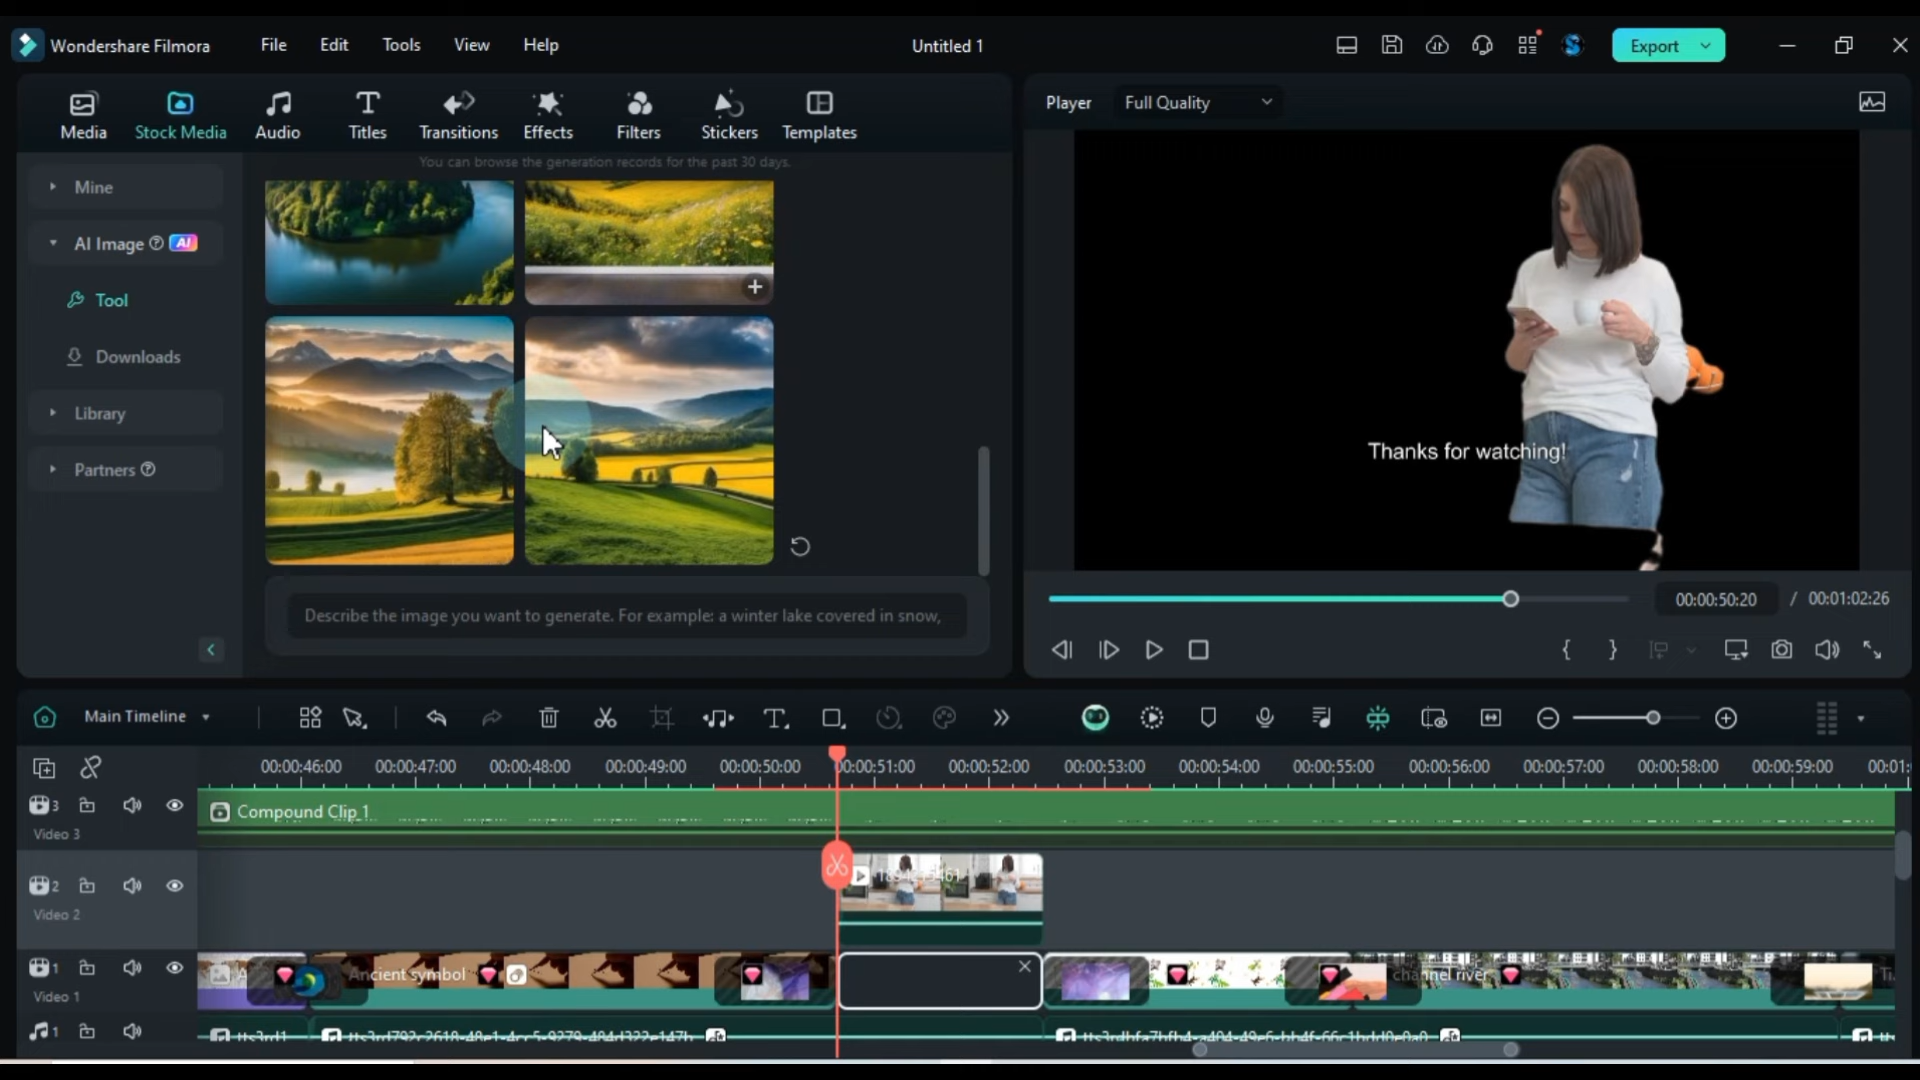 Wondershare Filmora File Edit Tools View Help Untitled 1 Export
Media Stock Media Audio Titles Transitions Effects Filters Stickers Templates
Player Full Quality
You can browse the generation records for the past 30 days.
Mine
AI Image AI
Tool
Downloads
Library
Partners
Thanks for watching!
Describe the image you want to generate. For example: a winter lake covered in snow,
00:00:50:20 / 00:01:02:26
Main Timeline
00:00:46:00 00:00:47:00 00:00:48:00 00:00:49:00 00:00:50:00 00:00:51:00 00:00:52:00 00:00:53:00 00:00:54:00 00:00:55:00 00:00:56:00 00:00:57:00 00:00:58:00 00:00:59:00 00:01:
3
Video 3
Compound Clip 1
2
Video 2
1
Video 1
Ancient symbol
channel river
1